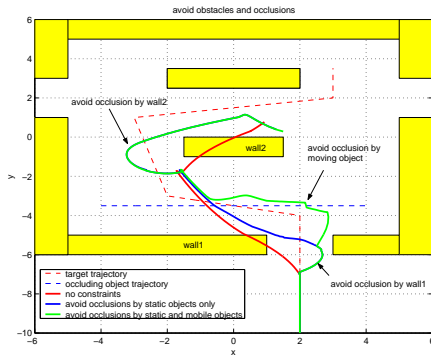 avoid obstacles and occlusions
6
4
2
0
−2
−4
−6
−8
−10
y
avoid occlusion by wall2
wall2
avoid occlusion by
moving object
wall1
avoid occlusion by wall1
target trajectory
occluding object trajectory
no constraints
avoid occlusions by static objects only
avoid occlusions by static and mobile objects
−6
−4
−2
0
2
4
6
x